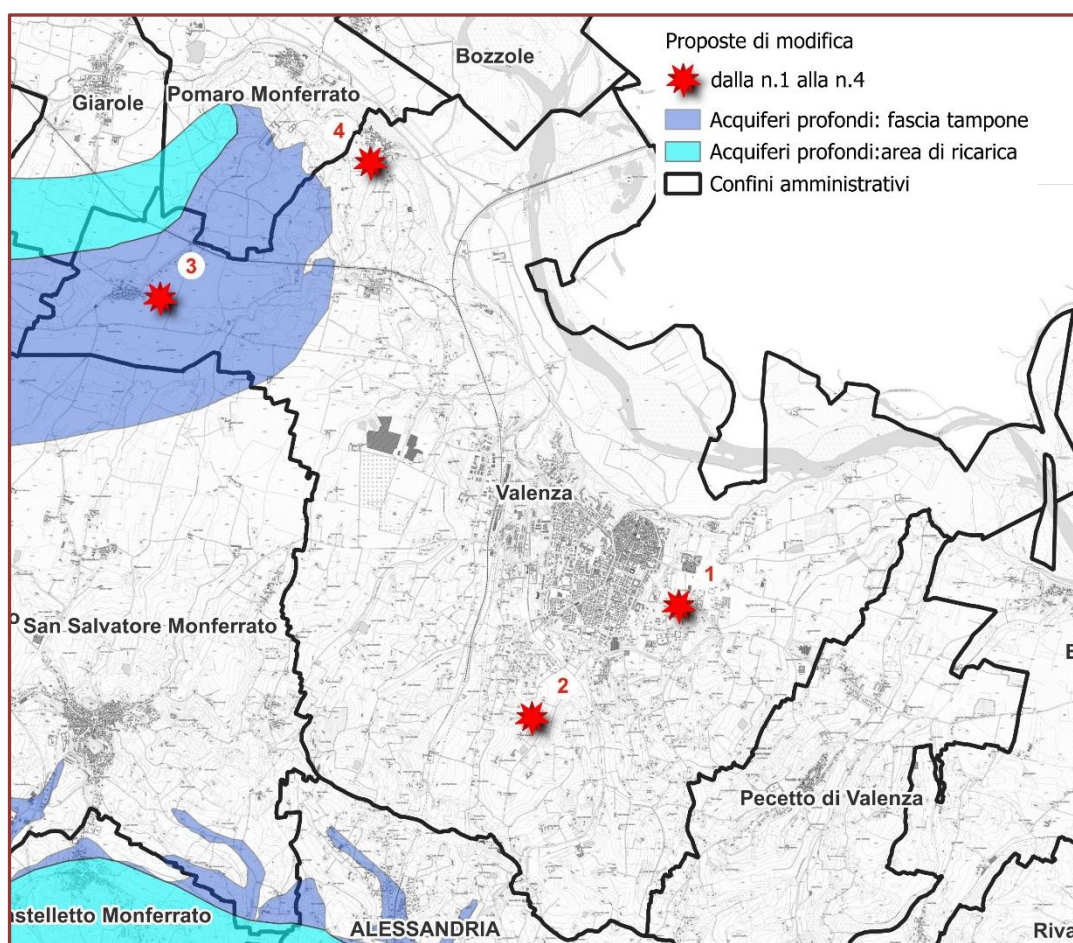 Proposte di modifica
dalla n.1 alla n.4
Acquiferi profondi: fascia tampone
Acquiferi profondi:area di ricarica
Confini amministrativi
Bozzole
Giarole
Pomaro Monferrato
4
3
Valenza
1
San Salvatore Monferrato
2
Pecetto di Valenza
astelletto Monferrato
ALESSANDRIA
Riva